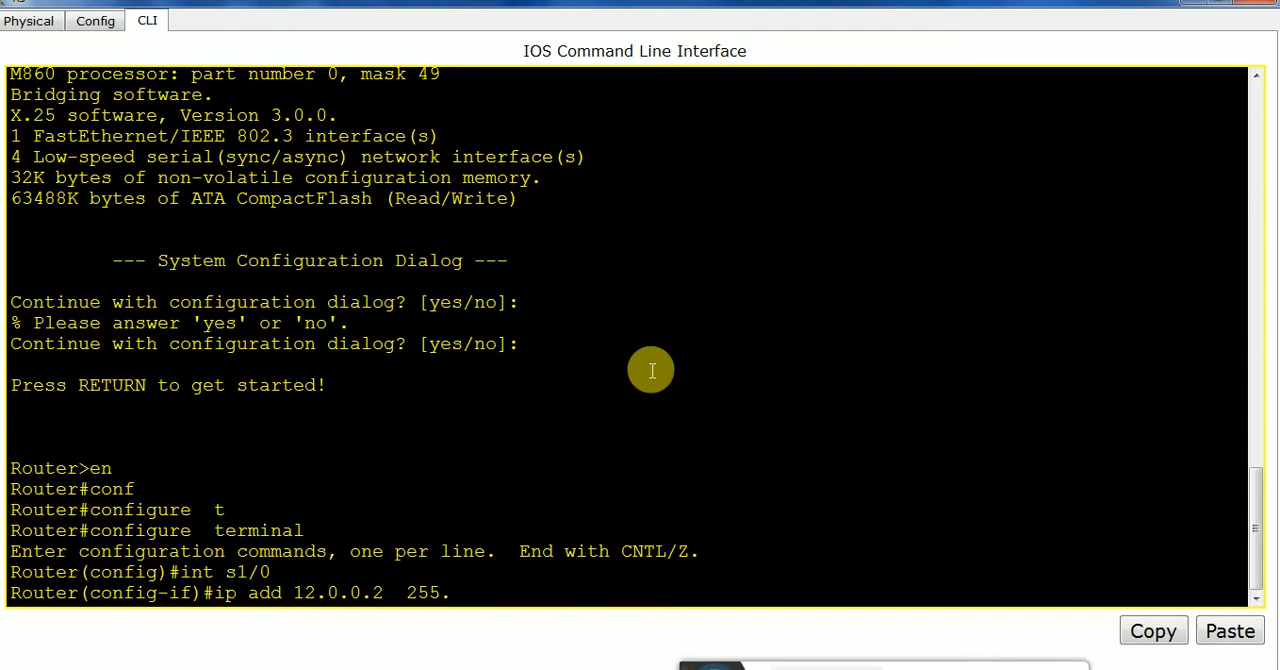 Physical Config CLI
IOS Command Line Interface
M860 processor: part number 0, mask 49
Bridging software.
X.25 software, Version 3.0.0.
1 FastEthernet/IEEE 802.3 interface(s)
4 Low-speed serial(sync/async) network interface(s)
32K bytes of non-volatile configuration memory.
63488K bytes of ATA CompactFlash (Read/Write)
--- System Configuration Dialog ---
Continue with configuration dialog? [yes/no]:
% Please answer 'yes' or 'no'.
Continue with configuration dialog? [yes/no]:
Press RETURN to get started!
Router>en
Router#conf
Router#configure t
Router#configure terminal
Enter configuration commands, one per line. End with CNTL/Z.
Router(config)#int s1/0
Router(config-if)#ip add 12.0.0.2 255.
Copy Paste